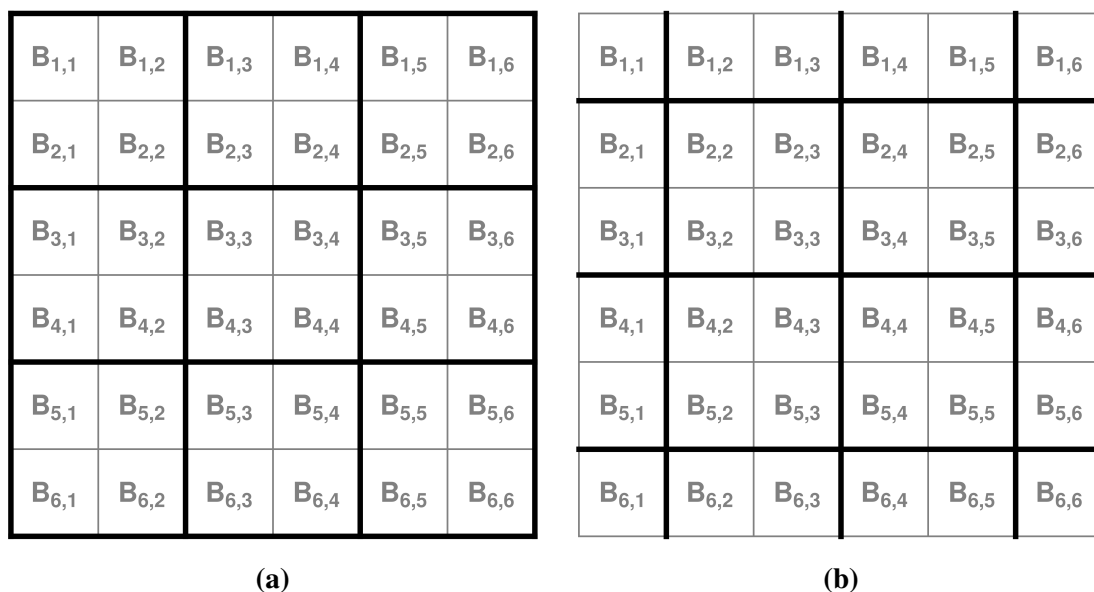 B1,1 B1,2 B1,3 B1,4 B1,5 B1,6 B1,1 B1,2 B1,3 B1,4 B1,5 B1,6
B2,1 B2,2 B2,3 B2,4 B2,5 B2,6 B2,1 B2,2 B2,3 B2,4 B2,5 B2,6
B3,1 B3,2 B3,3 B3,4 B3,5 B3,6 B3,1 B3,2 B3,3 B3,4 B3,5 B3,6
B4,1 B4,2 B4,3 B4,4 B4,5 B4,6 B4,1 B4,2 B4,3 B4,4 B4,5 B4,6
B5,1 B5,2 B5,3 B5,4 B5,5 B5,6 B5,1 B5,2 B5,3 B5,4 B5,5 B5,6
B6,1 B6,2 B6,3 B6,4 B6,5 B6,6 B6,1 B6,2 B6,3 B6,4 B6,5 B6,6
(a) (b)